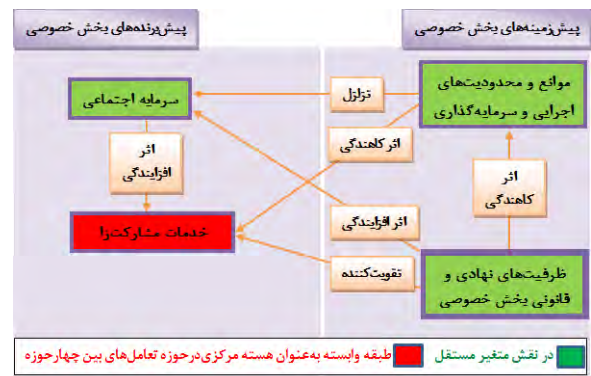 پیش‌زمینه‌های بخش خصوصی
پیش‌برنده‌های بخش خصوصی
موانع و محدودیت‌های
اجرایی و سرمایه‌گذاری
تزلزل
سرمایه اجتماعی
اثر کاهندگی
اثر
افزایندگی
اثر
کاهندگی
اثر افزایندگی
خدمات مشارکت‌زا
تقویت‌کننده
ظرفیت‌های نهادی و
قانونی بخش خصوصی
در نقش متغیر مستقل
طبقه وابسته به‌عنوان هسته مرکزی‌درحوزه تعامل‌های بین چهارحوزه